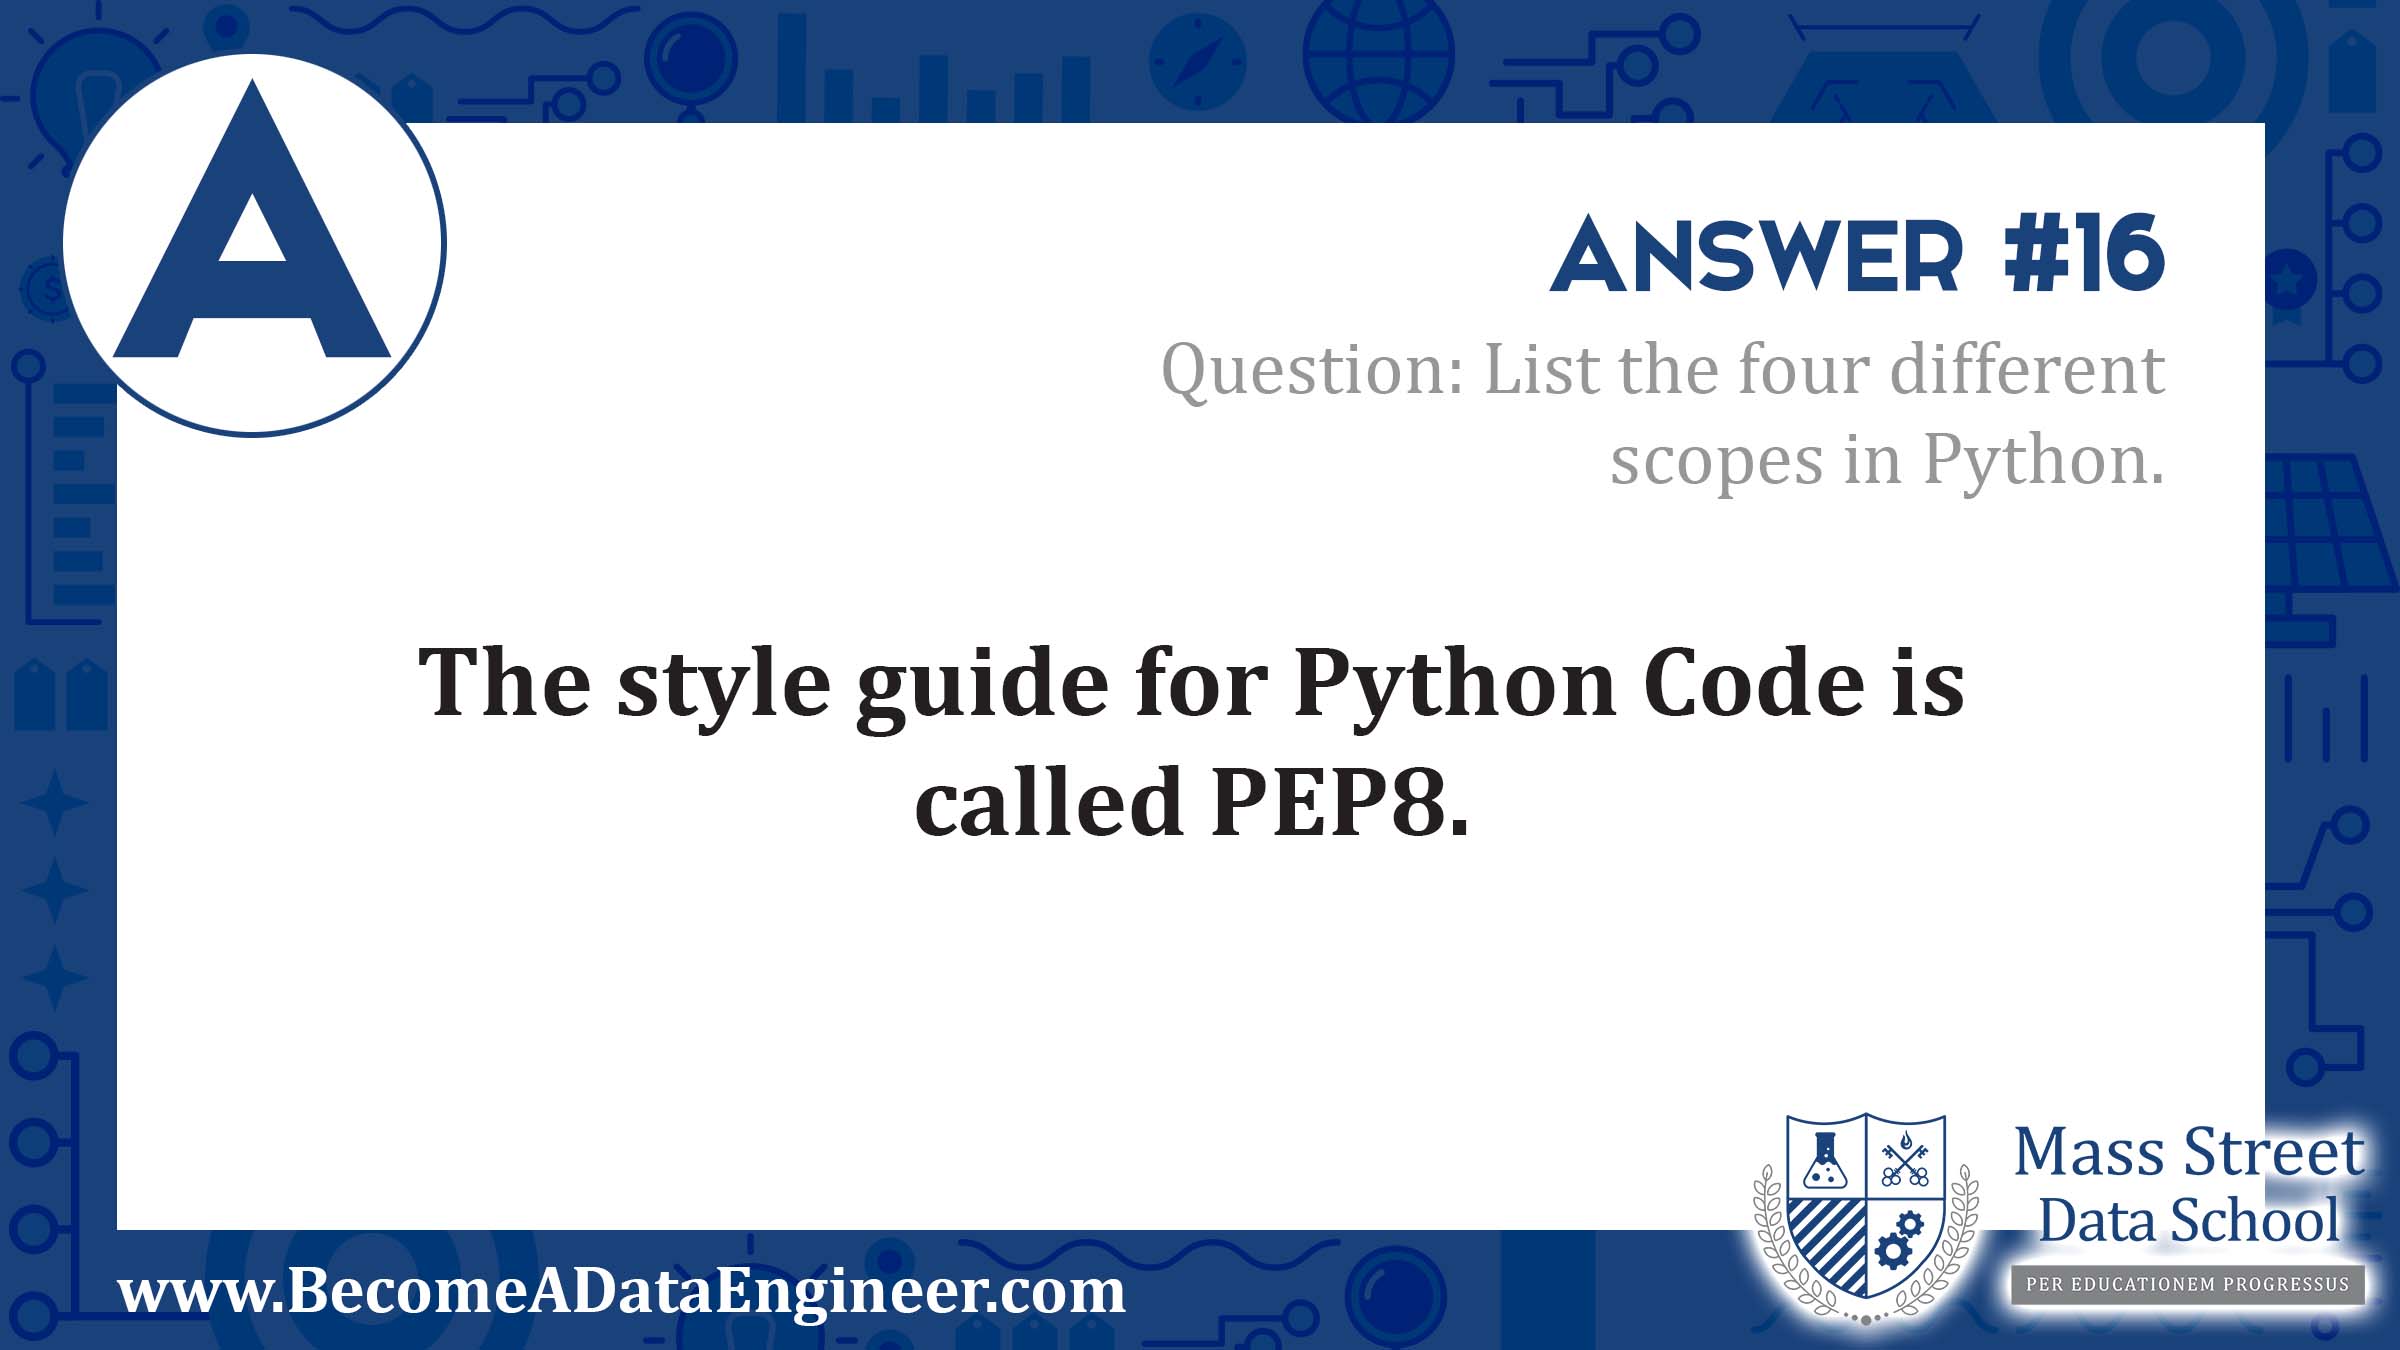 A
Answer #16
Question: List the four different
scopes in Python.
The style guide for Python Code is
called PEP8.
Mass Street
Data School
PER EDUCATIONEM PROGRESSUS
www.BecomeADataEngineer.com